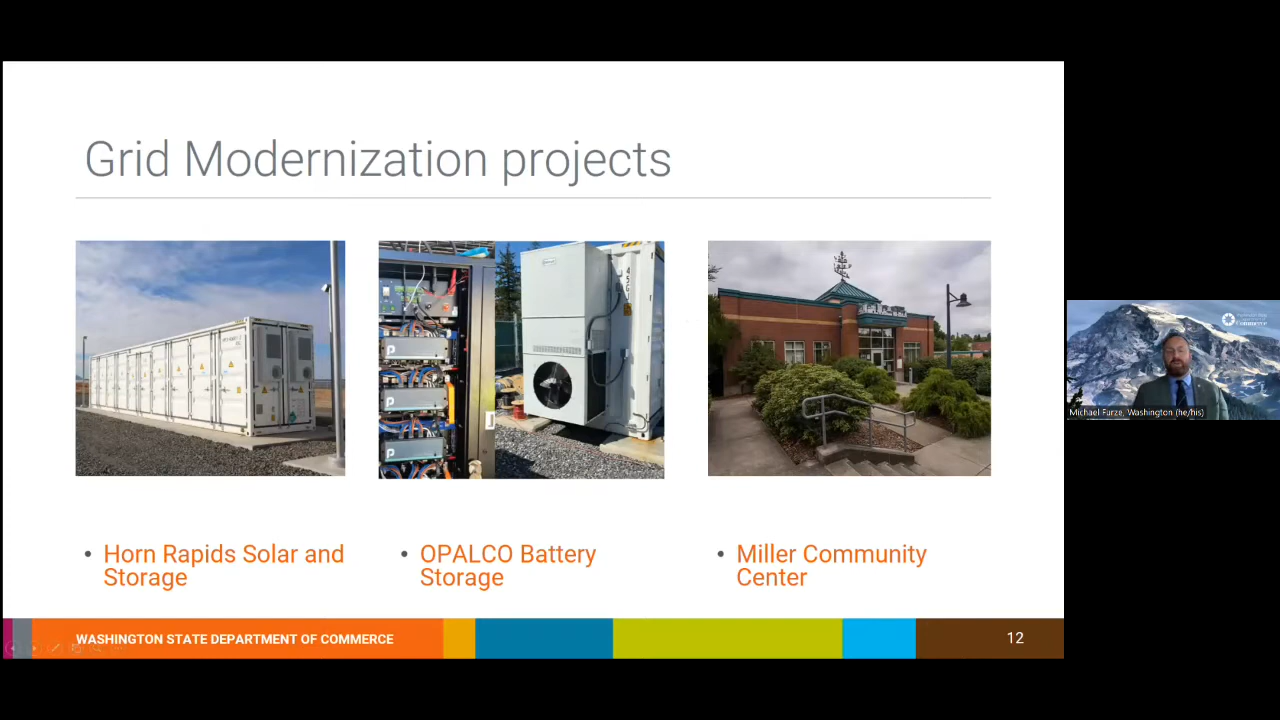 Grid Modernization projects
• Horn Rapids Solar and
Storage
• OPALCO Battery
Storage
• Miller Community
Center
WASHINGTON STATE DEPARTMENT OF COMMERCE
12
Commerce
Michael Furze, Washington (he/his)